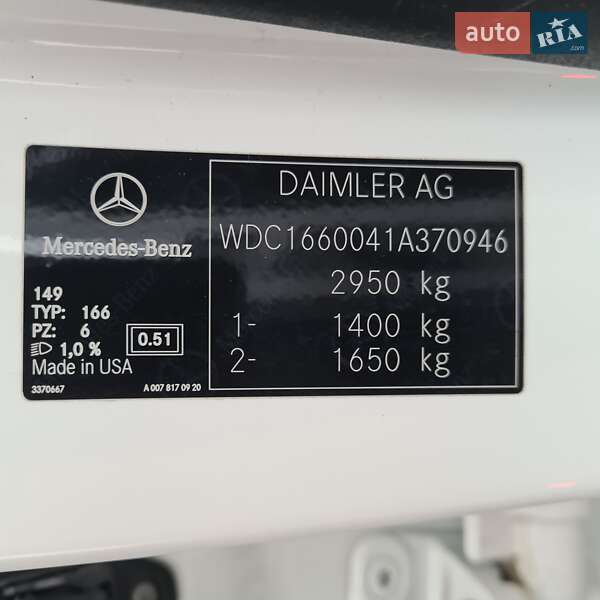 auto RIA .com
Mercedes-Benz
149
TYP: 166
PZ: 6
1,0 %
0.51
Made in USA
3370667
A 007 817 09 20
DAIMLER AG
WDC1660041A370946
2950 kg
1- 1400 kg
2- 1650 kg